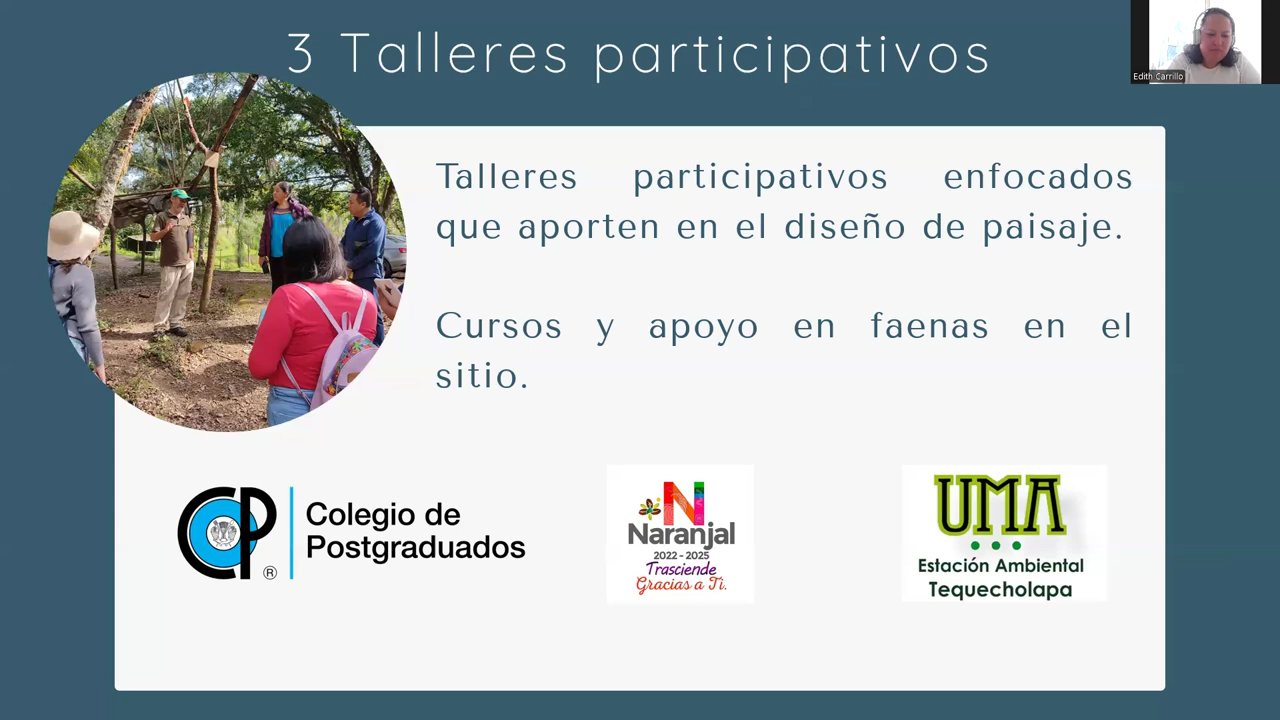 3 Talleres participativos
Edith Carrillo
Talleres participativos enfocados
que aporten en el diseño de paisaje.
Cursos y apoyo en faenas en el
sitio.
CP
®
Colegio de
Postgraduados
N
Naranjal
2022 - 2025
Trasciende
Gracias a Ti.
UMA
Estación Ambiental
Tequecholapa